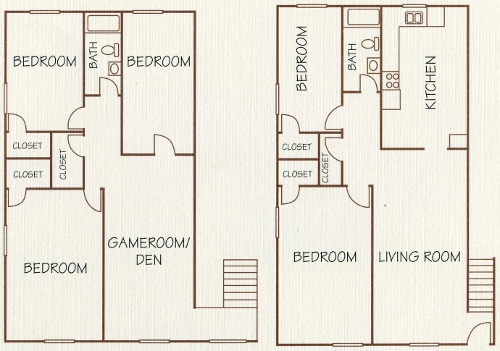 BEDROOM
BATH
BEDROOM
CLOSET
CLOSET
CLOSET
BEDROOM
GAMEROOM/
DEN
BEDROOM
BATH
KITCHEN
CLOSET
CLOSET
CLOSET
BEDROOM
LIVING ROOM